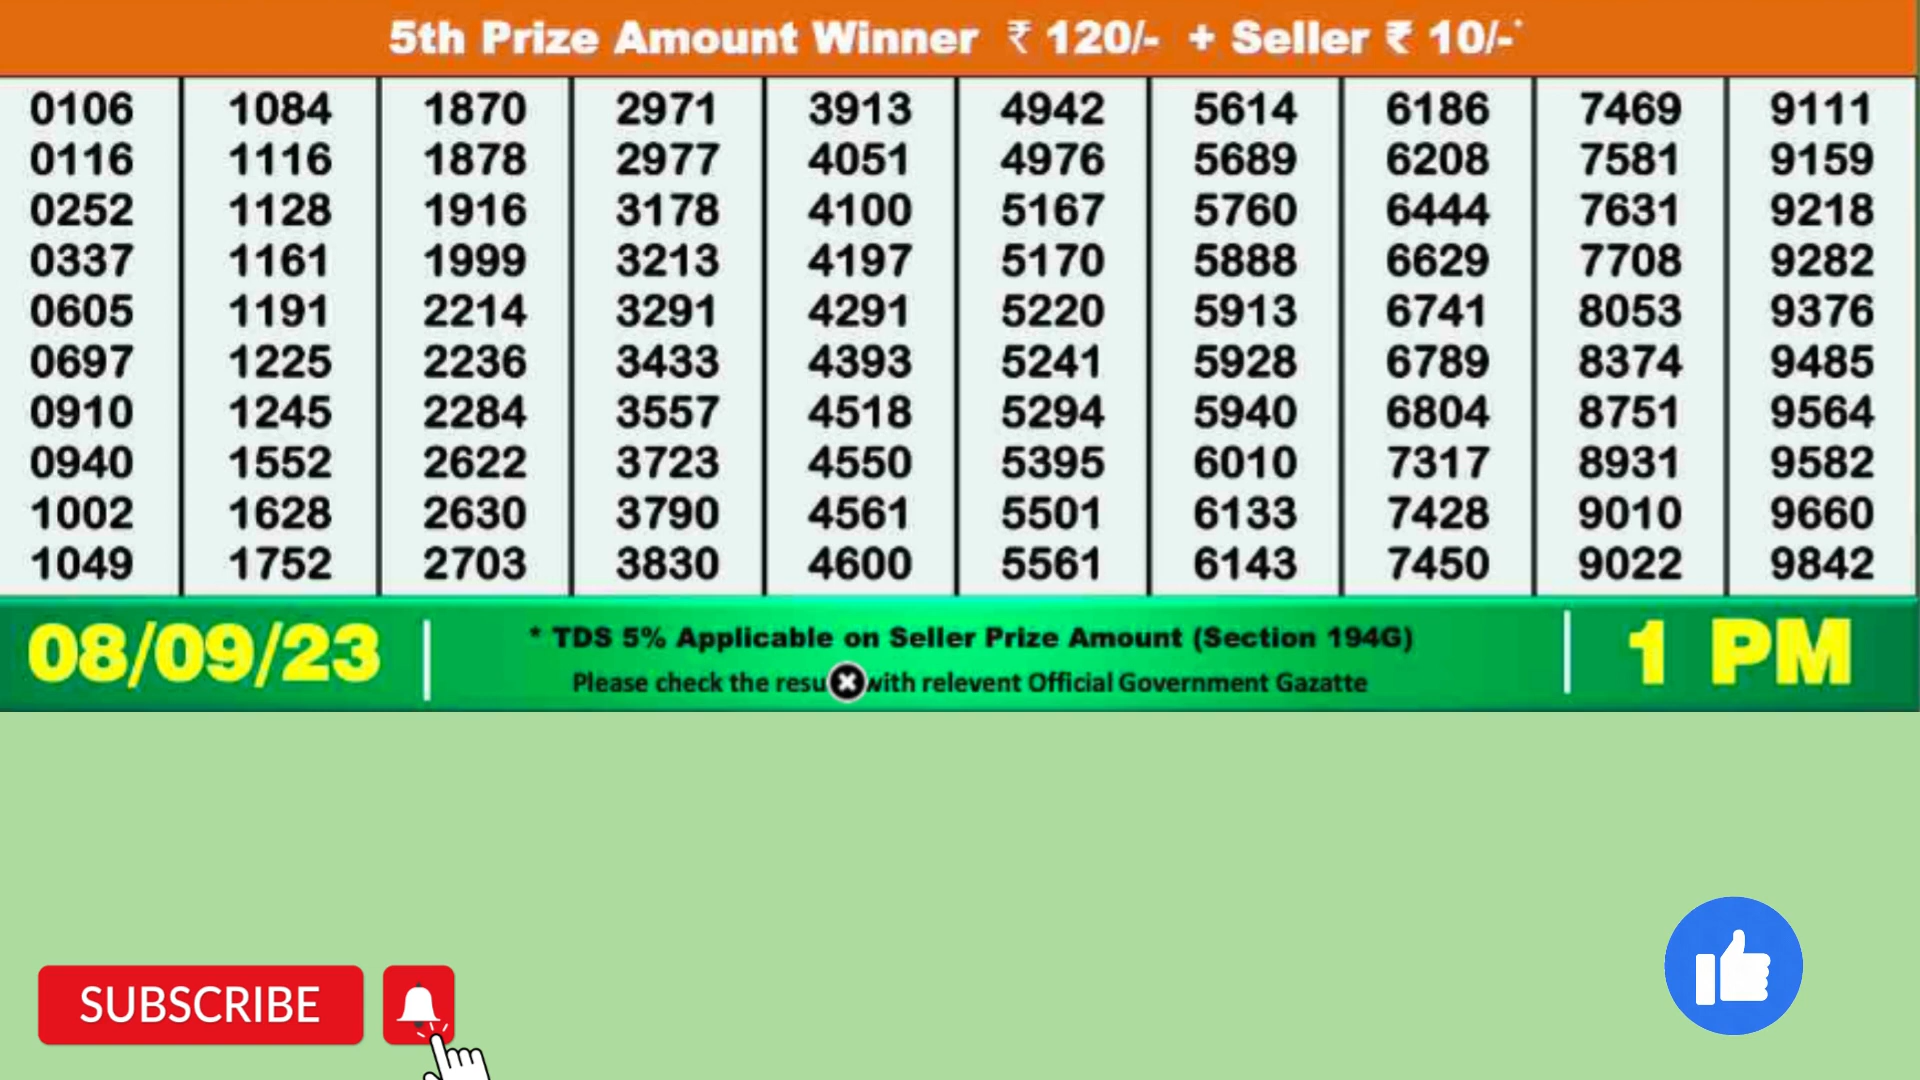 5th Prize Amount Winner ₹ 120/- + Seller ₹ 10/-*
0106 1084 1870 2971 3913 4942 5614 6186 7469 9111
0116 1116 1878 2977 4051 4976 5689 6208 7581 9159
0252 1128 1916 3178 4100 5167 5760 6444 7631 9218
0337 1161 1999 3213 4197 5170 5888 6629 7708 9282
0605 1191 2214 3291 4291 5220 5913 6741 8053 9376
0697 1225 2236 3433 4393 5241 5928 6789 8374 9485
0910 1245 2284 3557 4518 5294 5940 6804 8751 9564
0940 1552 2622 3723 4550 5395 6010 7317 8931 9582
1002 1628 2630 3790 4561 5501 6133 7428 9010 9660
1049 1752 2703 3830 4600 5561 6143 7450 9022 9842
08/09/23
* TDS 5% Applicable on Seller Prize Amount (Section 194G)
Please check the resu with relevent Official Government Gazatte
1 PM
SUBSCRIBE